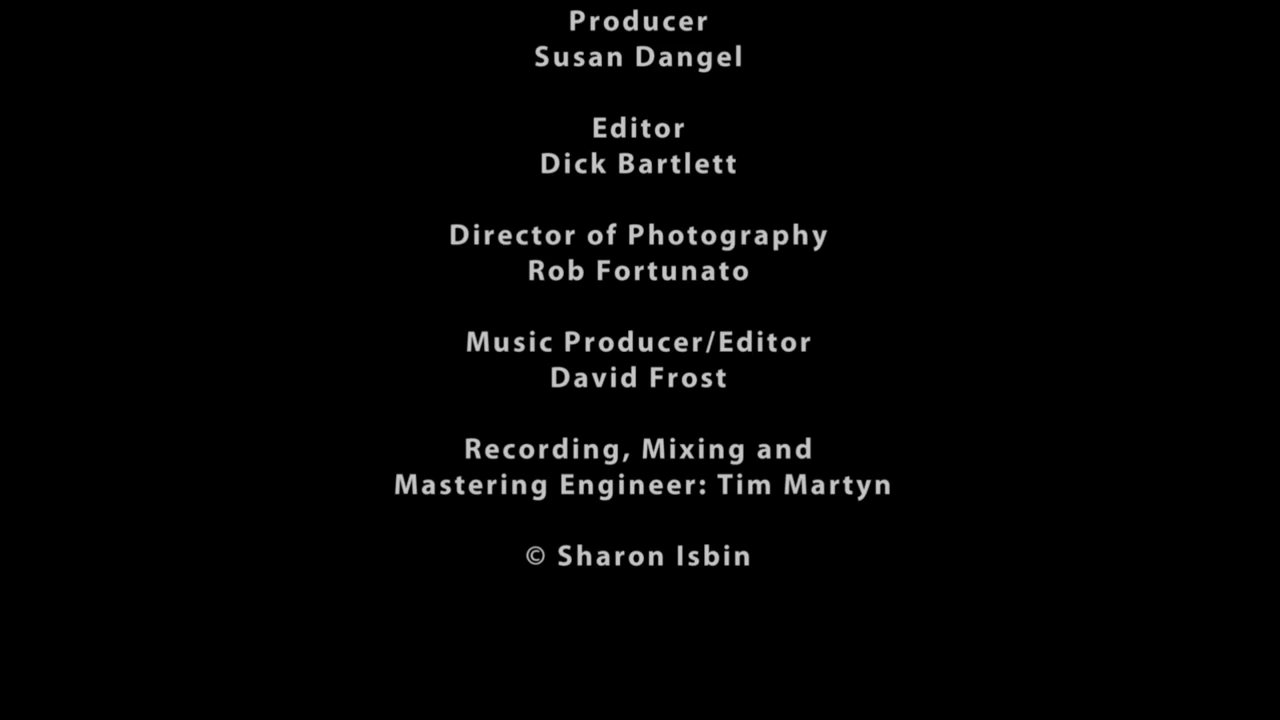 Producer
Susan Dangel
Editor
Dick Bartlett
Director of Photography
Rob Fortunato
Music Producer/Editor
David Frost
Recording, Mixing and
Mastering Engineer: Tim Martyn
© Sharon Isbin